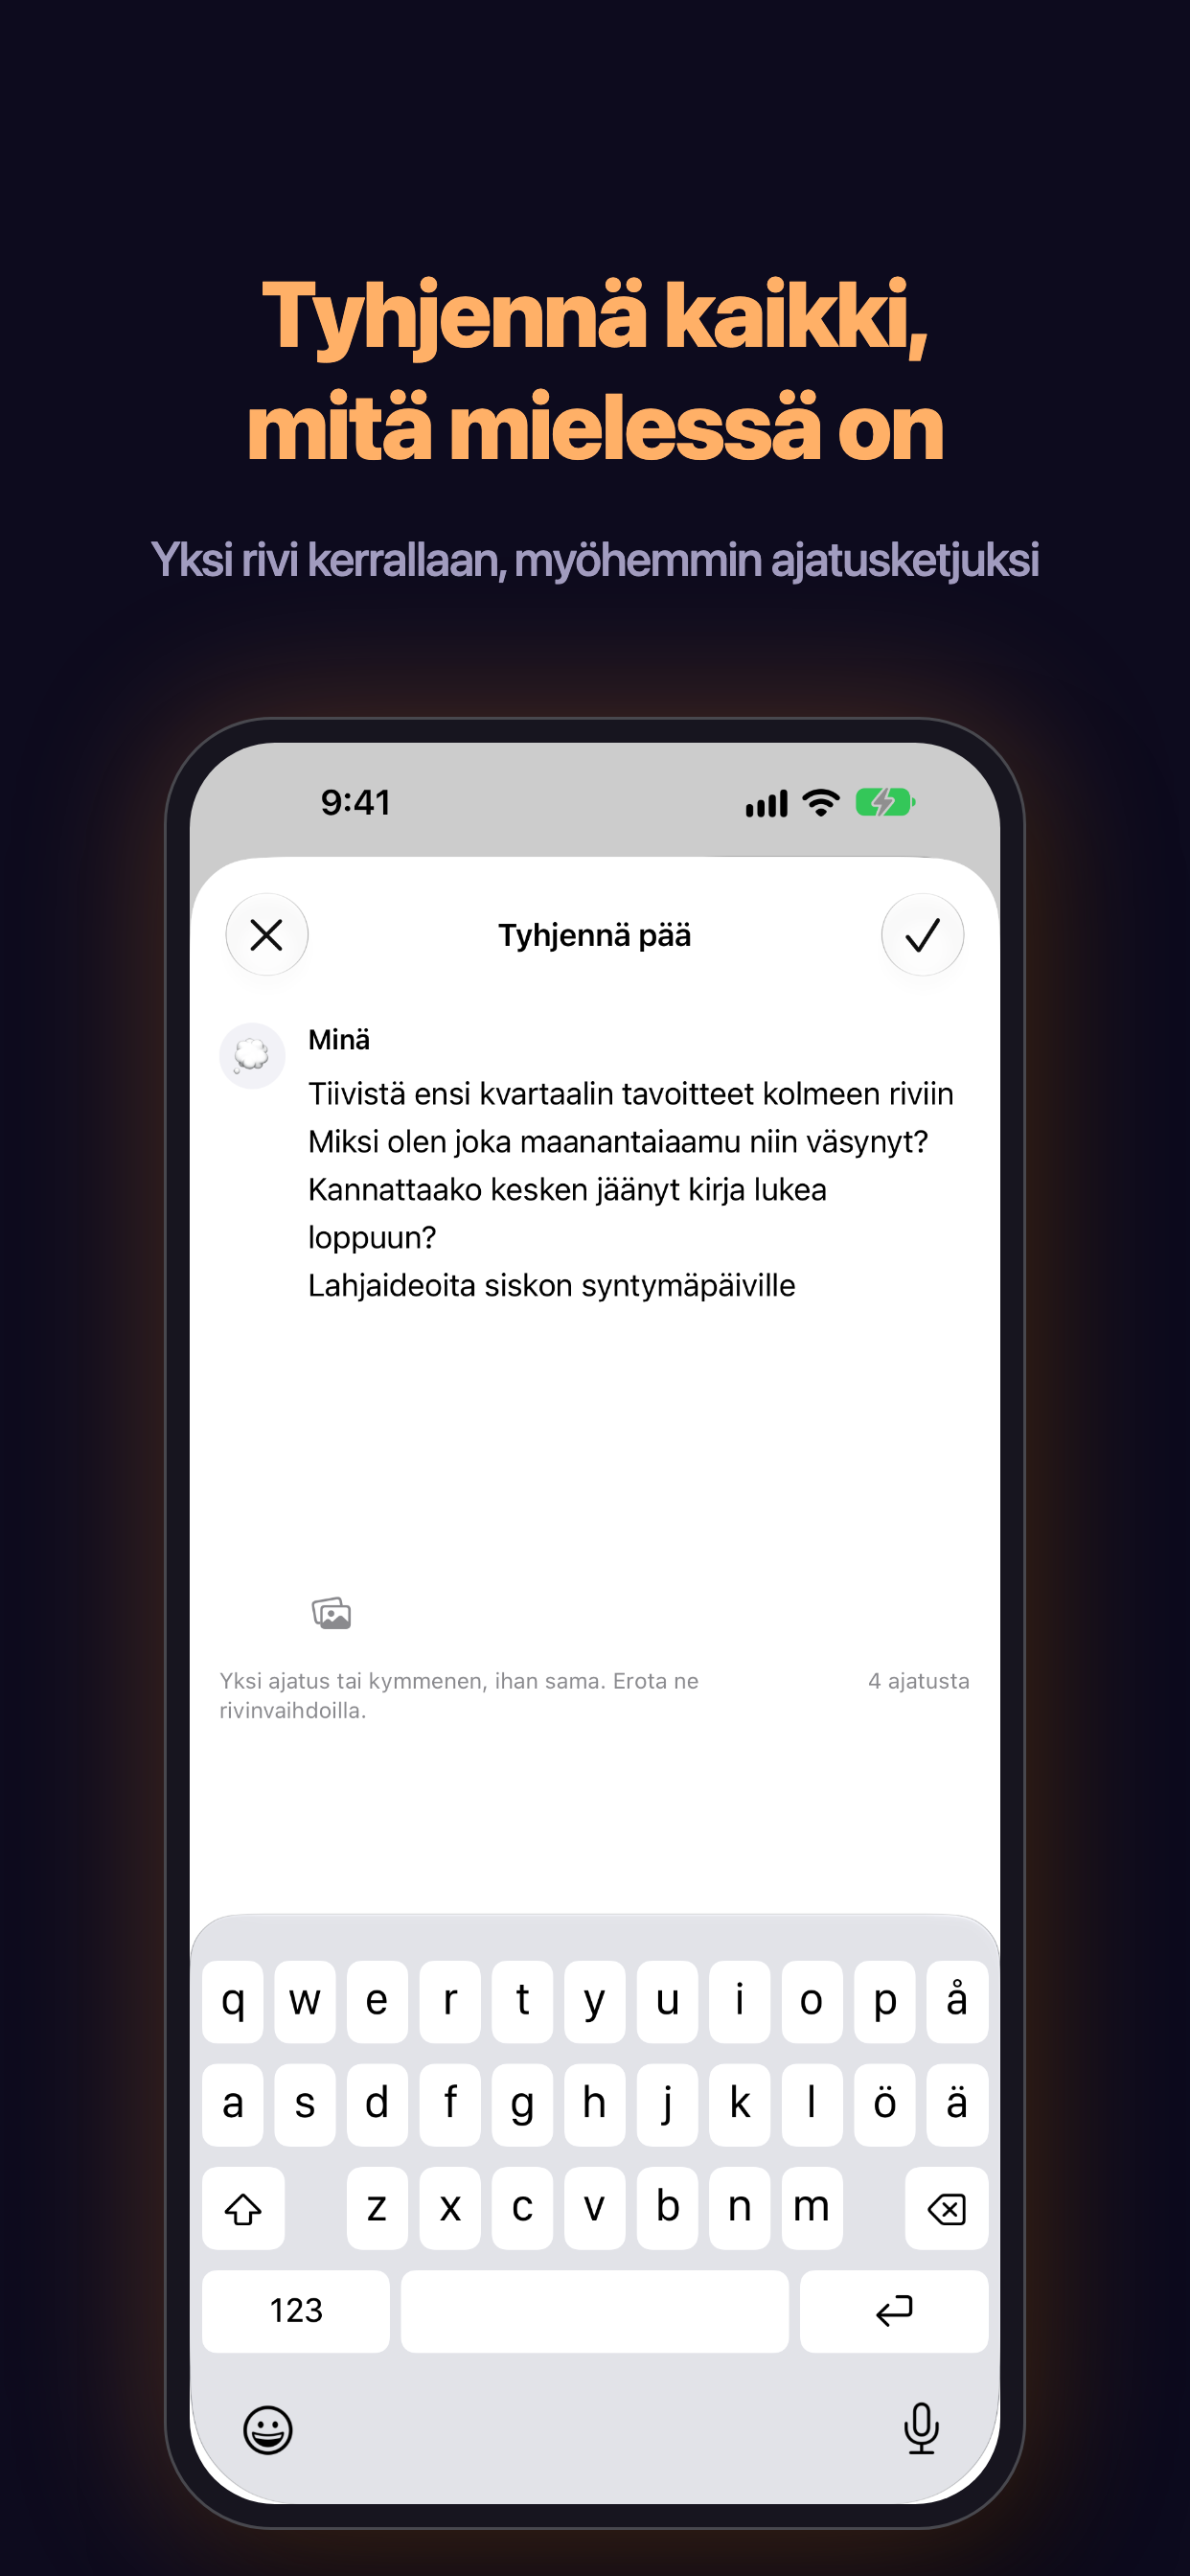 Tyhjennä kaikki,
mitä mielessä on
Yksi rivi kerrallaan, myöhemmin ajatusketjuksi
9:41
Tyhjennä pää
Minä
Tiivistä ensi kvartaalin tavoitteet kolmeen riviin
Miksi olen joka maanantaiaamu niin väsynyt?
Kannattaako kesken jäänyt kirja lukea
loppuun?
Lahjaideoita siskon syntymäpäiville
Yksi ajatus tai kymmenen, ihan sama. Erota ne
rivinvaihdoilla.
4 ajatusta
q w e r t y u i o p å
a s d f g h j k l ö ä
z x c v b n m
123